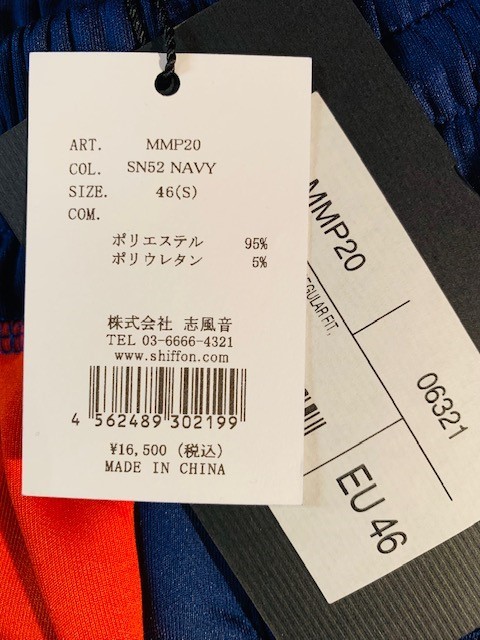 ART. MMP20
COL. SN52 NAVY
SIZE. 46(S)
COM.
ポリエステル 95%
ポリウレタン 5%
株式会社 志風音
TEL 03-6666-4321
www.shiffon.com
4 562489 302199
¥16,500 (税込)
MADE IN CHINA
MMP20
REGULAR FIT,
06321
EU 46